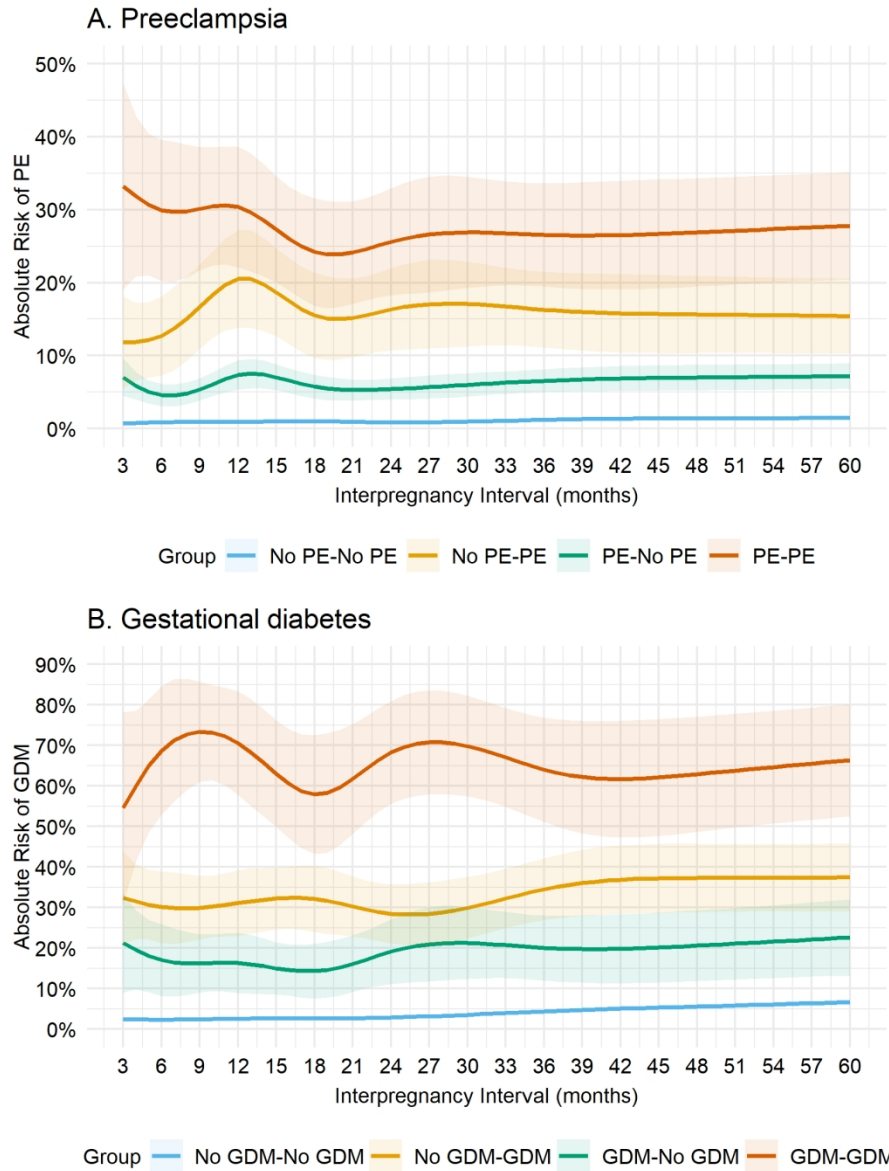 A. Preeclampsia
Absolute Risk of PE
50%
40%
30%
20%
10%
0%
3 6 9 12 15 18 21 24 27 30 33 36 39 42 45 48 51 54 57 60
Interpregnancy Interval (months)
Group No PE-No PE No PE-PE PE-No PE PE-PE
B. Gestational diabetes
Absolute Risk of GDM
90%
80%
70%
60%
50%
40%
30%
20%
10%
0%
3 6 9 12 15 18 21 24 27 30 33 36 39 42 45 48 51 54 57 60
Interpregnancy Interval (months)
Group No GDM-No GDM No GDM-GDM GDM-No GDM GDM-GDM